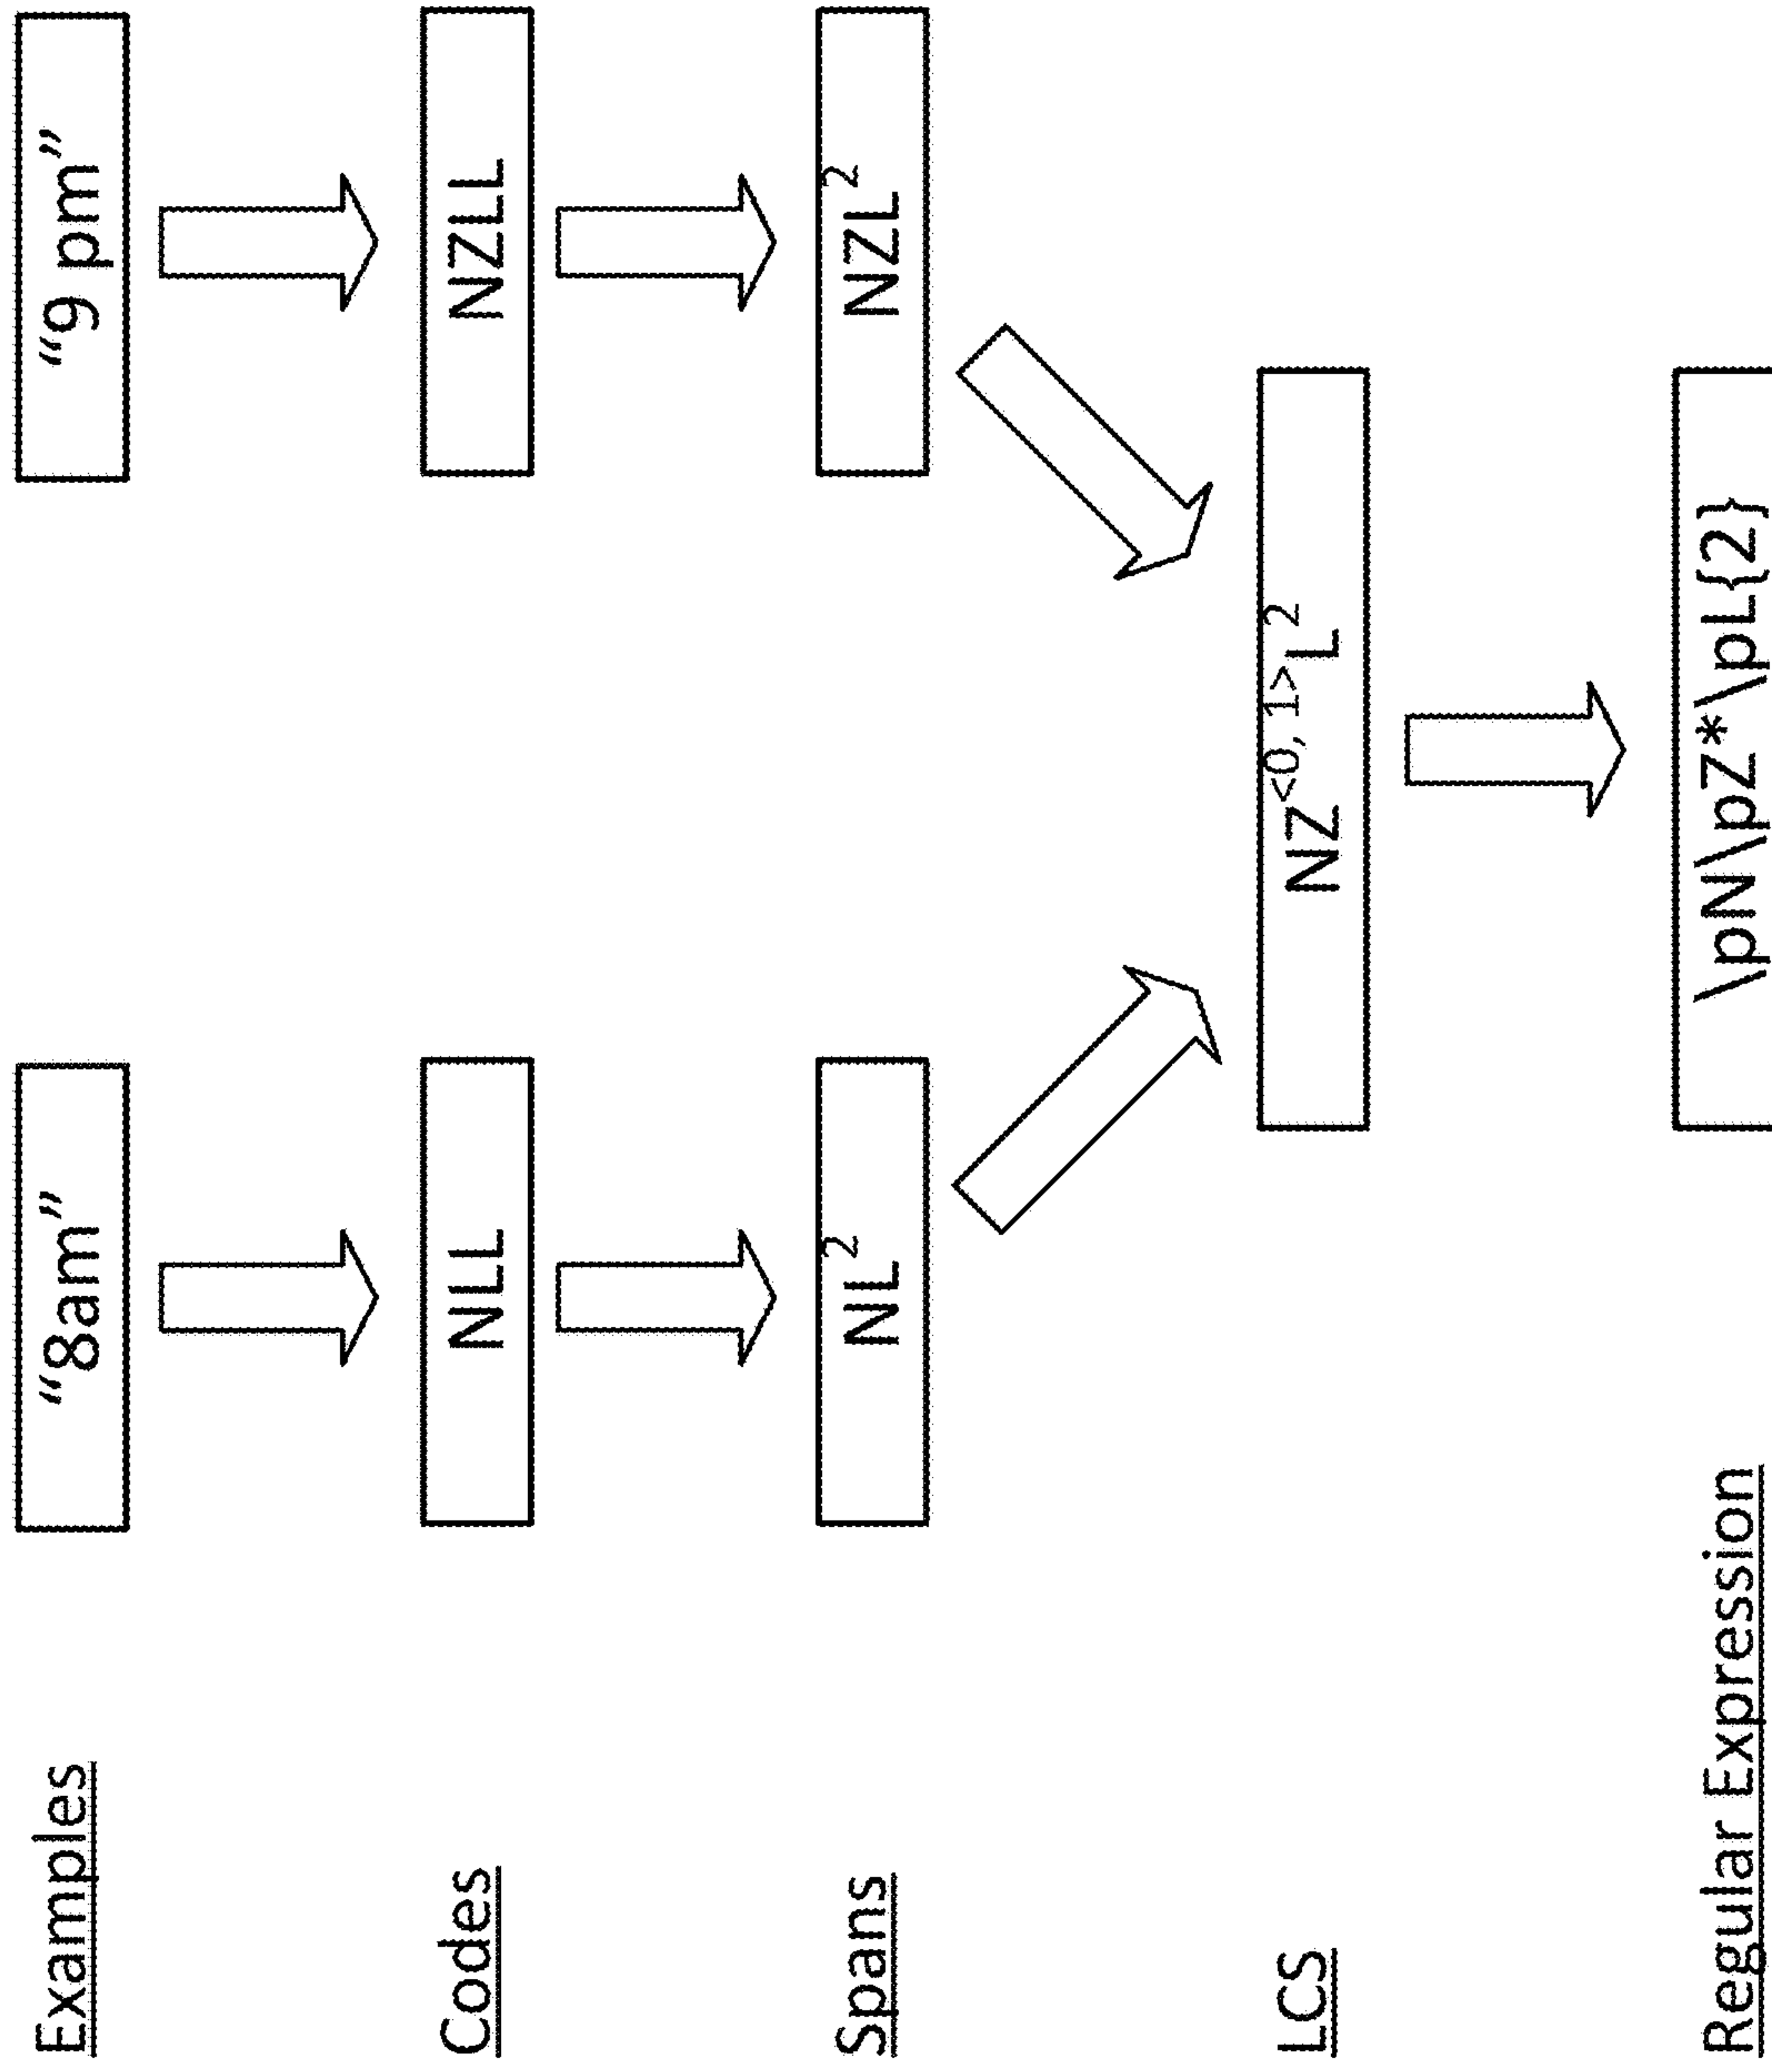 Examples
"8am"
“9 pm”
Codes
NLL
NZLL
Spans
NL²
NZL²
LCS
NZ<0, 1>L²
Regular Expression
\pN\pZ*\pL{2}